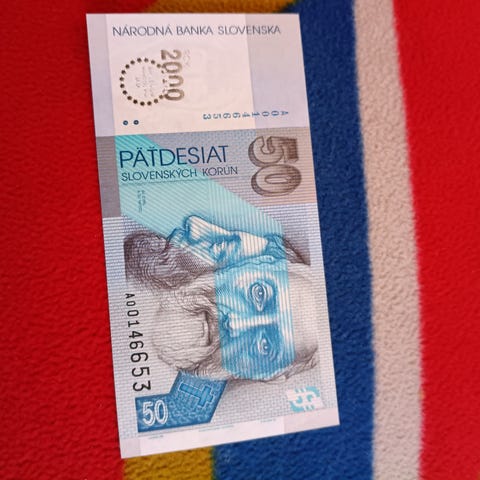 NÁRODNÁ BANKA SLOVENSKA
2000
A00146653
PÄŤDESIAT
SLOVENSKÝCH KORÚN
50
A00146653
50